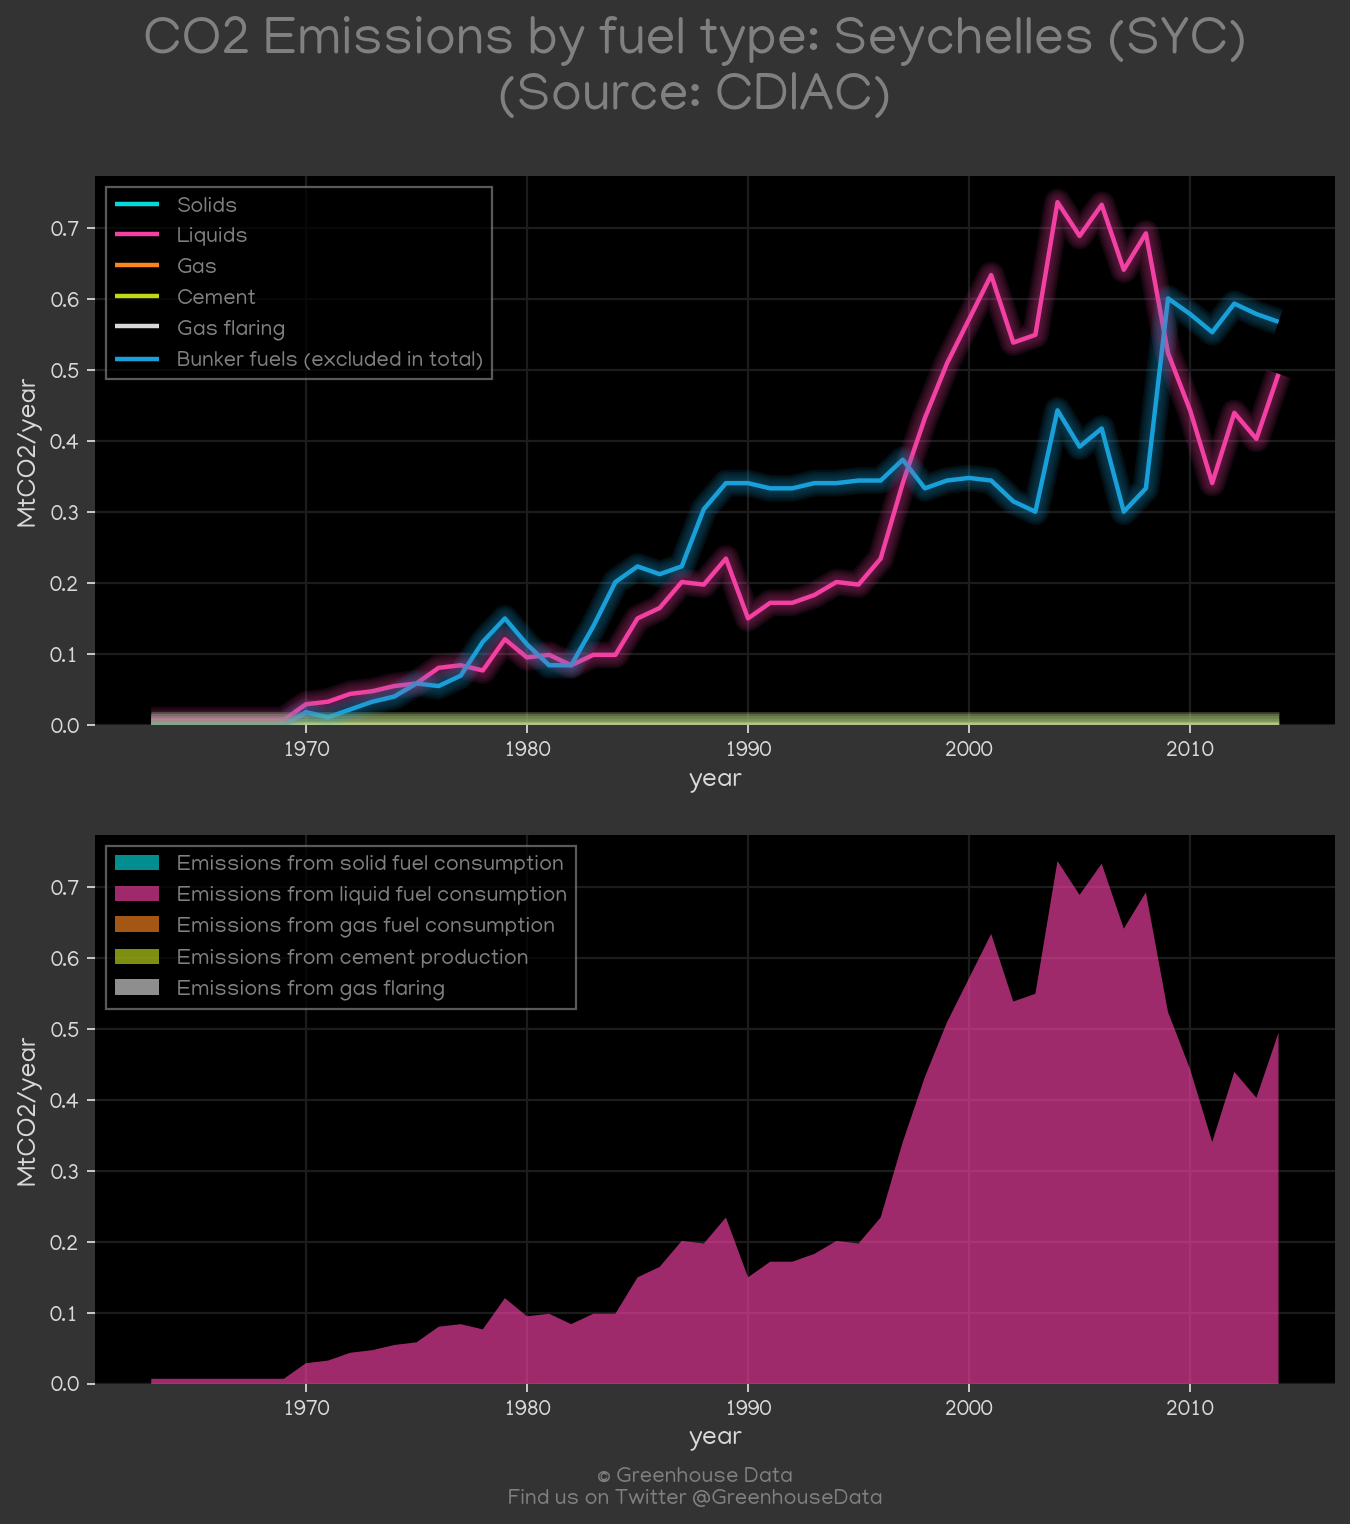 CO2 Emissions by fuel type: Seychelles (SYC)
(Source: CDIAC)
Solids
Liquids
Gas
Cement
Gas flaring
Bunker fuels (excluded in total)
MtCO2/year
0.7
0.6
0.5
0.4
0.3
0.2
0.1
0.0
1970 1980 1990 2000 2010
year
Emissions from solid fuel consumption
Emissions from liquid fuel consumption
Emissions from gas fuel consumption
Emissions from cement production
Emissions from gas flaring
MtCO2/year
0.7
0.6
0.5
0.4
0.3
0.2
0.1
0.0
1970 1980 1990 2000 2010
year
© Greenhouse Data
Find us on Twitter @GreenhouseData